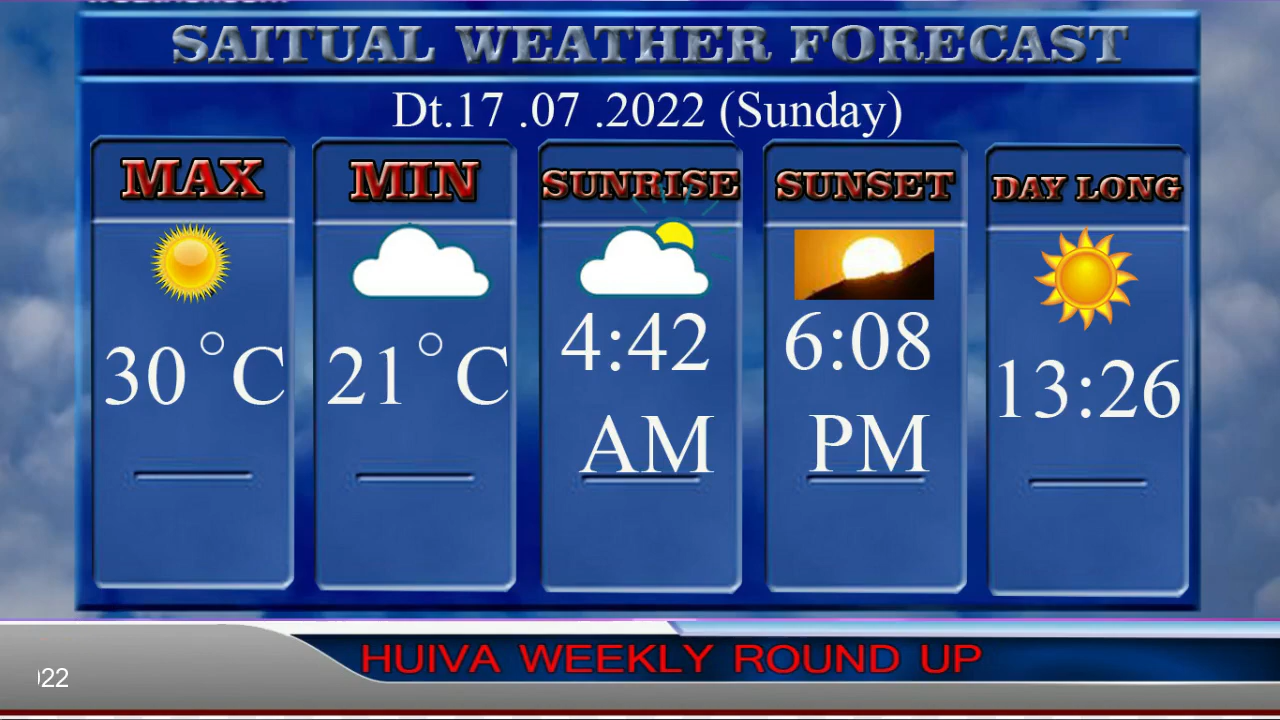 SAITUAL WEATHER FORECAST
Dt.17 .07 .2022 (Sunday)
MAX
30°C
MIN
21°C
SUNRISE
4:42
AM
SUNSET
6:08
PM
DAY LONG
13:26
HUIVA WEEKLY ROUND UP
022